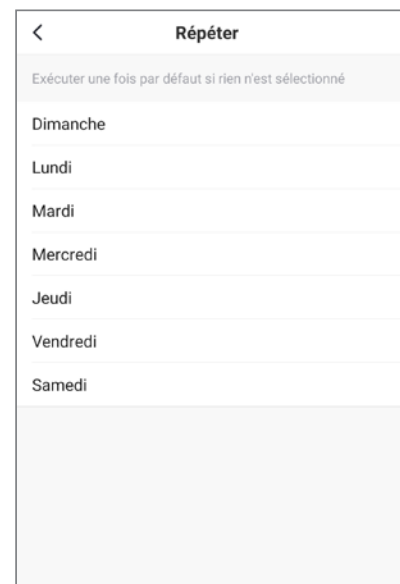 Répéter
Exécuter une fois par défaut si rien n'est sélectionné
Dimanche
Lundi
Mardi
Mercredi
Jeudi
Vendredi
Samedi